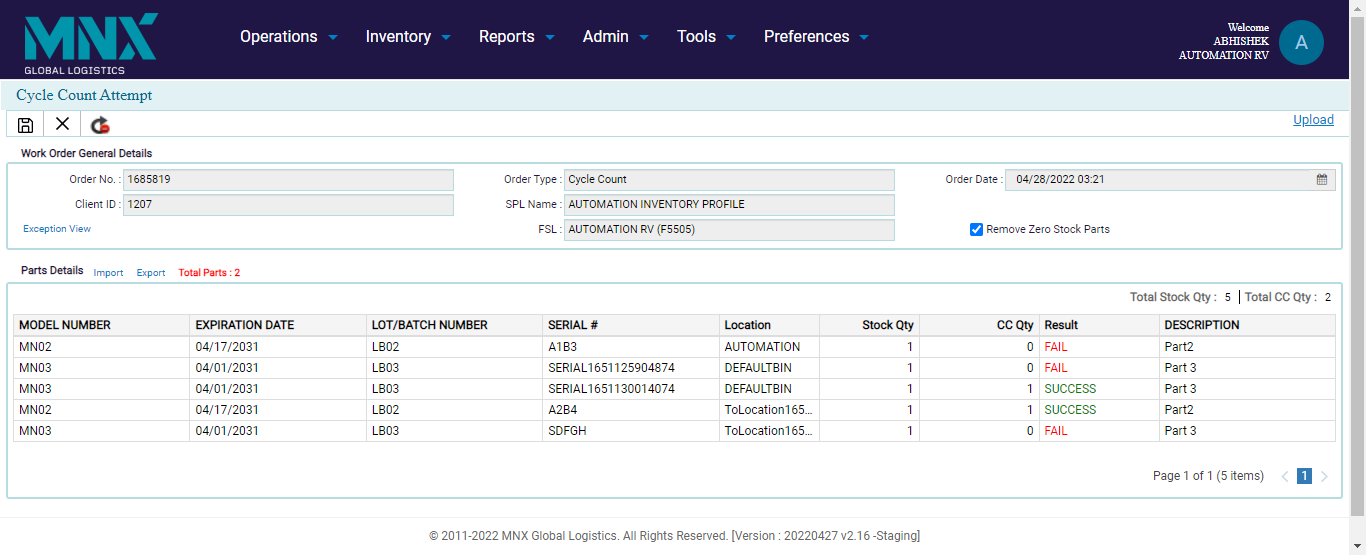 MNX
GLOBAL LOGISTICS
Operations Inventory Reports Admin Tools Preferences
Welcome
ABHISHEK
AUTOMATION RV
A
Cycle Count Attempt
Upload
Work Order General Details
Order No. : 1685819 Order Type : Cycle Count Order Date : 04/28/2022 03:21
Client ID : 1207 SPL Name : AUTOMATION INVENTORY PROFILE
Exception View FSL : AUTOMATION RV (F5505) Remove Zero Stock Parts
Parts Details Import Export Total Parts : 2
Total Stock Qty : 5 Total CC Qty : 2
MODEL NUMBER EXPIRATION DATE LOT/BATCH NUMBER SERIAL # Location Stock Qty CC Qty Result DESCRIPTION
MN02 04/17/2031 LB02 A1B3 AUTOMATION 1 0 FAIL Part2
MN03 04/01/2031 LB03 SERIAL1651125904874 DEFAULTBIN 1 0 FAIL Part 3
MN03 04/01/2031 LB03 SERIAL1651130014074 DEFAULTBIN 1 1 SUCCESS Part 3
MN02 04/17/2031 LB02 A2B4 ToLocation165... 1 1 SUCCESS Part2
MN03 04/01/2031 LB03 SDFGH ToLocation165... 1 0 FAIL Part 3
Page 1 of 1 (5 items) 1
© 2011-2022 MNX Global Logistics. All Rights Reserved. [Version : 20220427 v2.16 -Staging]